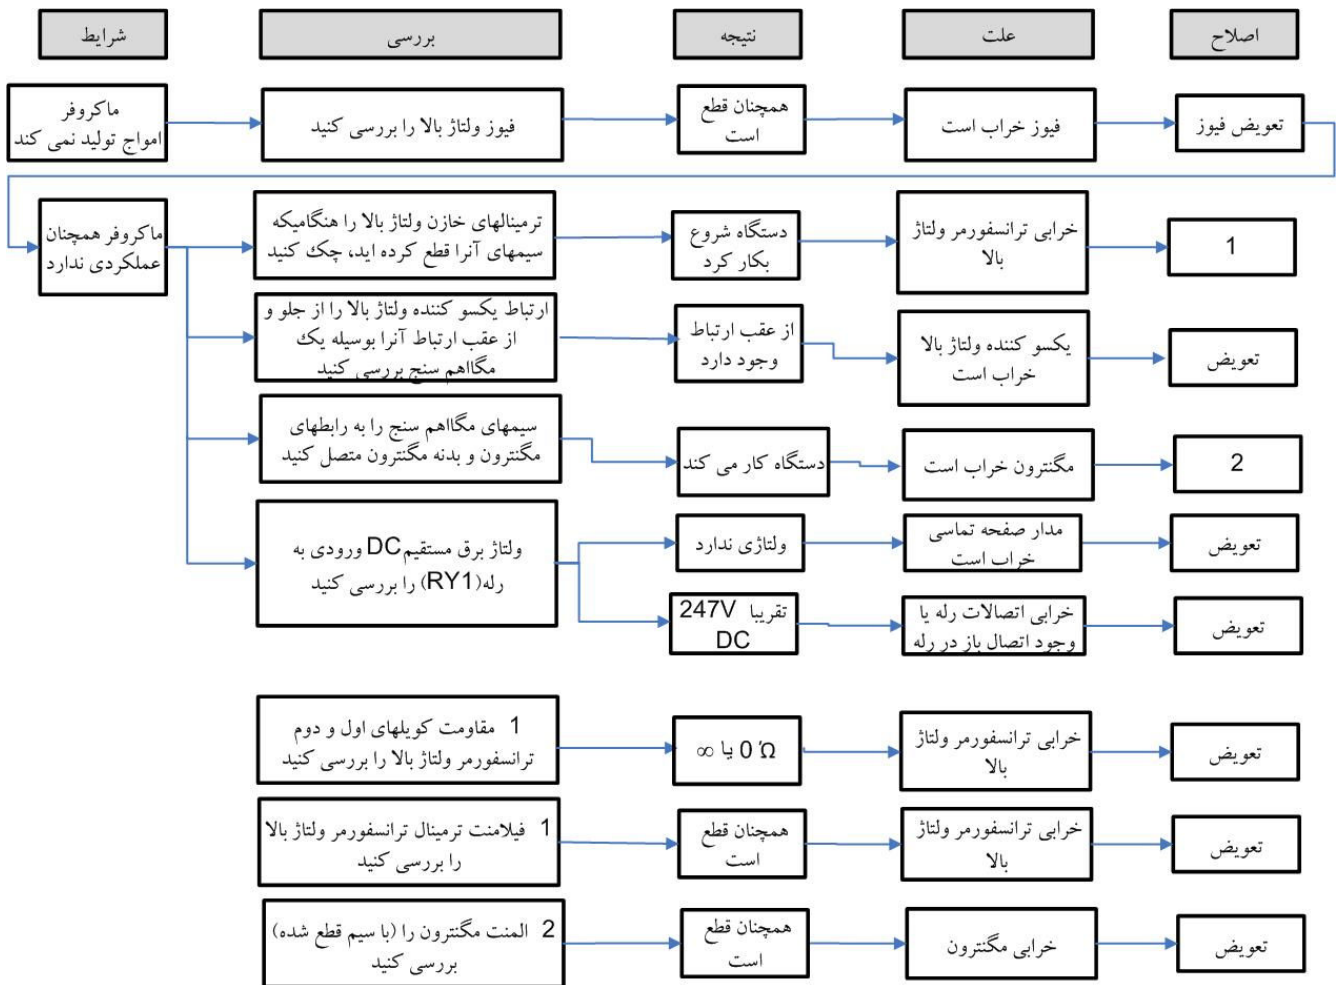 شرایط
بررسی
نتیجه
علت
اصلاح
ماکروفر
امواج تولید نمی کند
فیوز ولتاژ بالا را بررسی کنید
همچنان قطع
است
فیوز خراب است
تعویض فیوز
ماکروفر همچنان
عملکردی ندارد
ترمینالهای خازن ولتاژ بالا را هنگامیکه
سیمهای آنرا قطع کرده اید، چک کنید
دستگاه شروع
بکار کرد
خرابی ترانسفورمر ولتاژ
بالا
1
ارتباط یکسو کننده ولتاژ بالا را از جلو و
از عقب ارتباط آنرا بوسیله یک
مگااهم سنج بررسی کنید
از عقب ارتباط
وجود دارد
یکسو کننده ولتاژ بالا
خراب است
تعویض
سیمهای مگااهم سنج را به رابطهای
مگنترون و بدنه مگنترون متصل کنید
دستگاه کار می کند
مگنترون خراب است
2
ولتاژ برق مستقیم DC ورودی به
رله(RY1) را بررسی کنید
ولتاژی ندارد
مدار صفحه تماسی
خراب است
تعویض
تقریبا 247V
DC
خرابی اتصالات رله یا
وجود اتصال باز در رله
تعویض
1 مقاومت کویلهای اول و دوم
ترانسفورمر ولتاژ بالا را بررسی کنید
0 Ω یا ∞
خرابی ترانسفورمر ولتاژ
بالا
تعویض
1 فیلامنت ترمینال ترانسفورمر ولتاژ بالا
را بررسی کنید
همچنان قطع
است
خرابی ترانسفورمر ولتاژ
بالا
تعویض
2 المنت مگنترون را (با سیم قطع شده)
بررسی کنید
همچنان قطع
است
خرابی مگنترون
تعویض